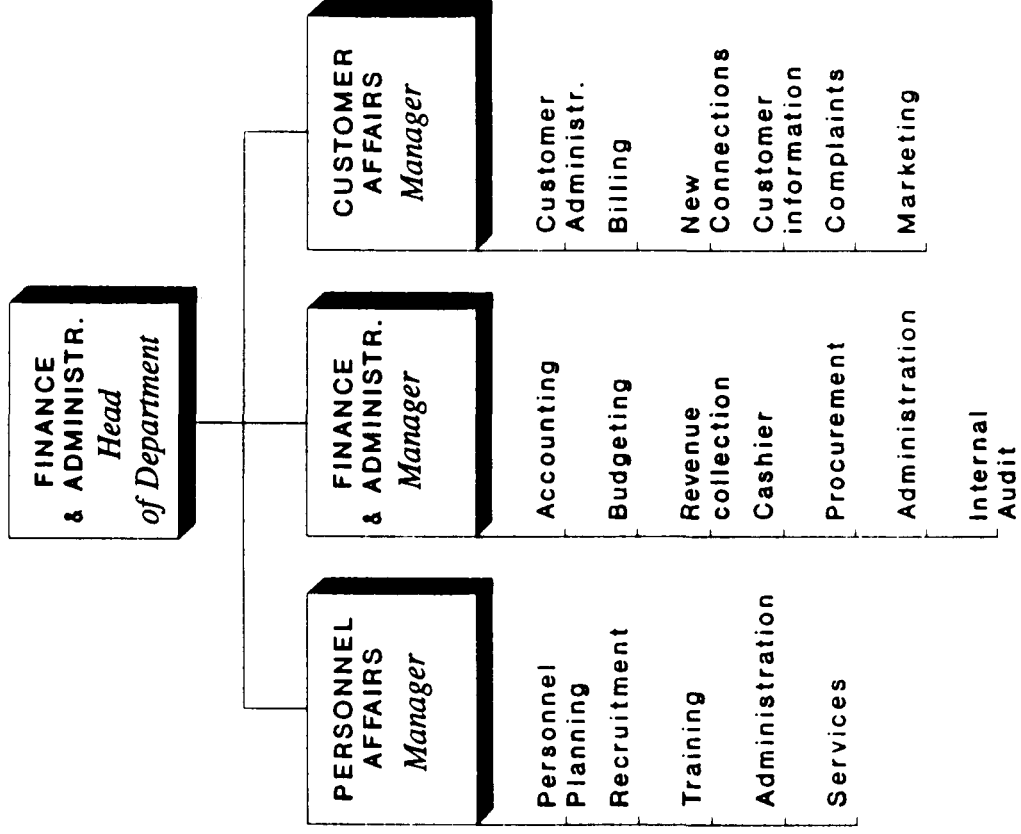 FINANCE
& ADMINISTR.
Head
of Department
PERSONNEL
AFFAIRS
Manager
Personnel
Planning
Recruitment
Training
Administration
Services
FINANCE
& ADMINISTR.
Manager
Accounting
Budgeting
Revenue
collection
Cashier
Procurement
Administration
Internal
Audit
CUSTOMER
AFFAIRS
Manager
Customer
Administr.
Billing
New
Connections
Customer
information
Complaints
Marketing